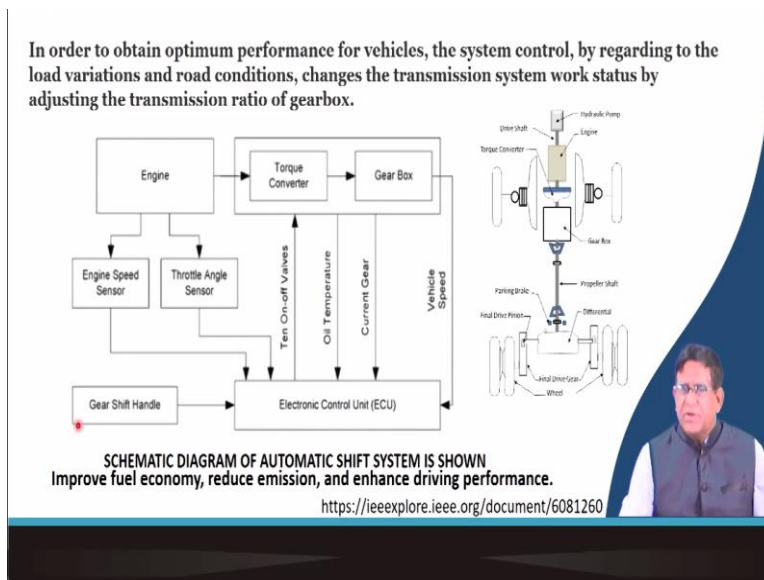 In order to obtain optimum performance for vehicles, the system control, by regarding to the
load variations and road conditions, changes the transmission system work status by
adjusting the transmission ratio of gearbox.
Engine
Torque
Converter
Gear Box
Engine Speed
Sensor
Throttle Angle
Sensor
Ten On-off Valves
Oil Temperature
Current Gear
Vehicle
Speed
Gear Shift Handle
Electronic Control Unit (ECU)
Hydraulic Pump
Drive Shaft
Engine
Torque Converter
Gear Box
Propeller Shaft
Parking Brake
Final Drive Pinion
Differential
Final Drive Gear
Wheel
SCHEMATIC DIAGRAM OF AUTOMATIC SHIFT SYSTEM IS SHOWN
Improve fuel economy, reduce emission, and enhance driving performance.
https://ieeexplore.ieee.org/document/6081260